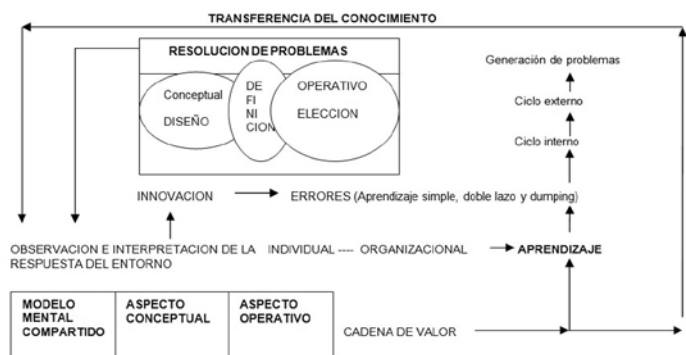 TRANSFERENCIA DEL CONOCIMIENTO
RESOLUCION DE PROBLEMAS
Conceptual
DISEÑO
DE
FI
NI
CION
OPERATIVO
ELECCION
Generación de problemas
Ciclo externo
Ciclo interno
INNOVACION
ERRORES (Aprendizaje simple, doble lazo y dumping)
OBSERVACION E INTERPRETACION DE LA
RESPUESTA DEL ENTORNO
INDIVIDUAL ---- ORGANIZACIONAL
APRENDIZAJE
MODELO
MENTAL
COMPARTIDO
ASPECTO
CONCEPTUAL
ASPECTO
OPERATIVO
CADENA DE VALOR